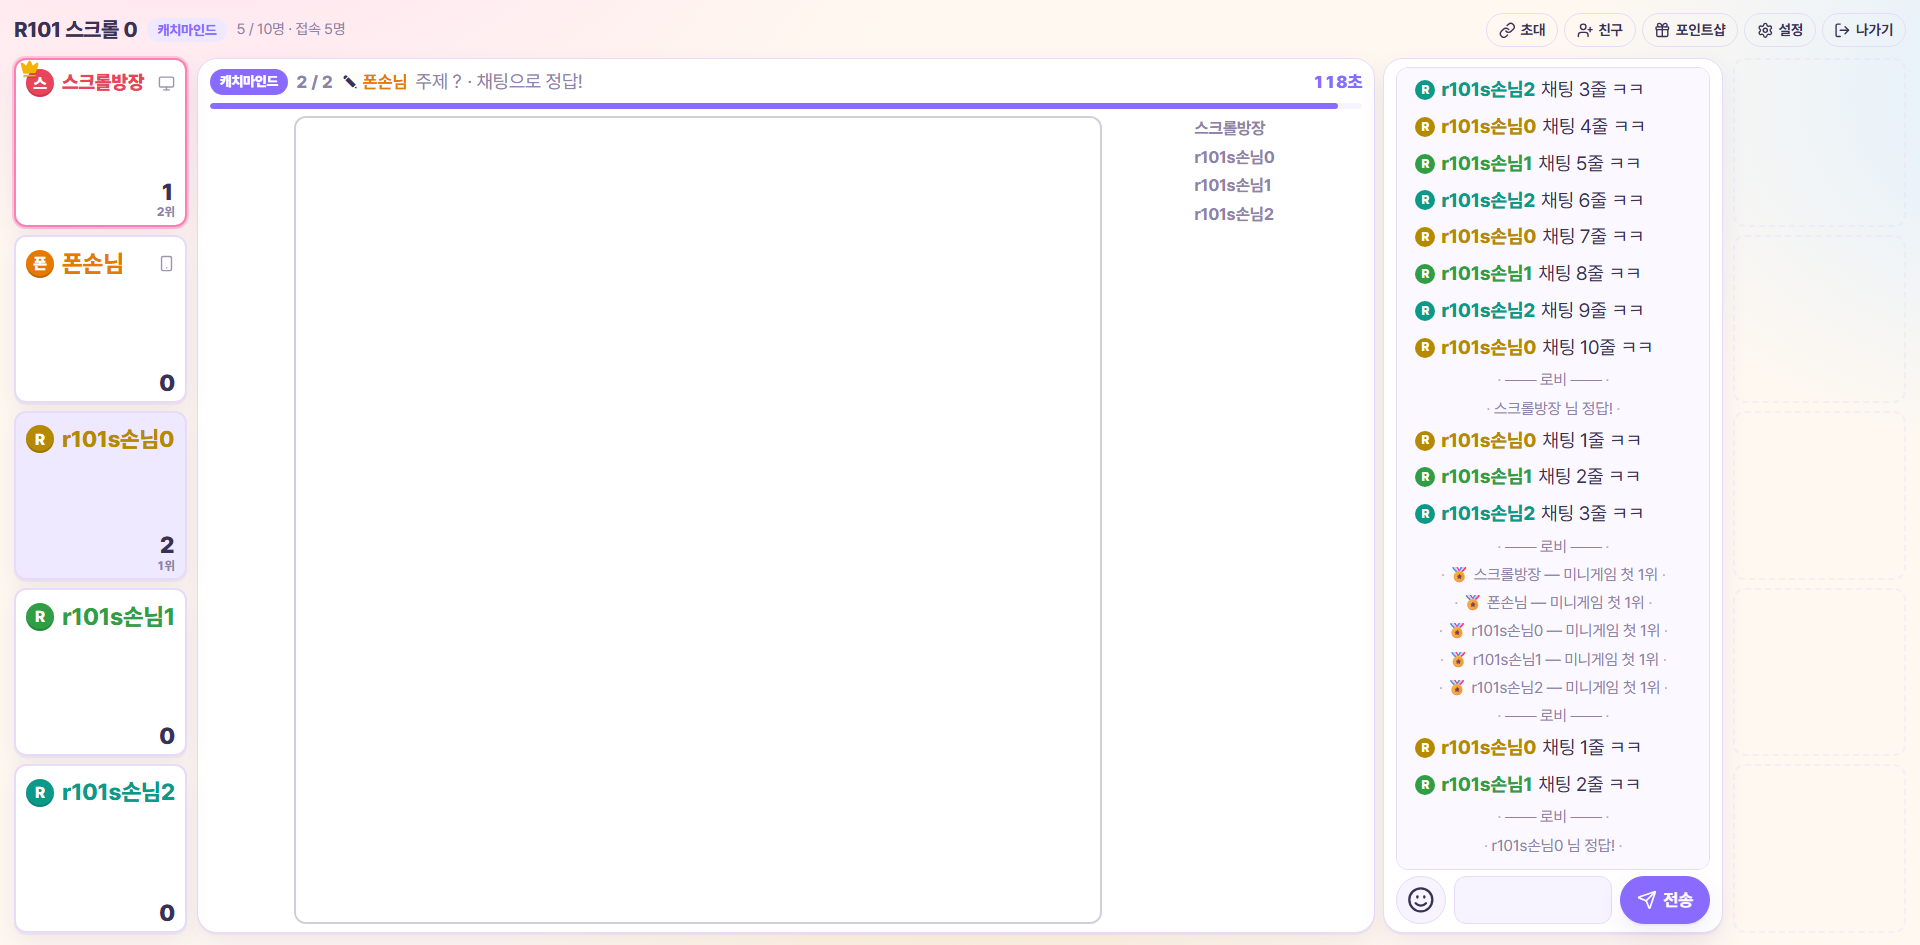 R101 스크롤 0 캐치마인드 5 / 10명 · 접속 5명
초대 친구 포인트샵 설정 나가기
스 스크롤방장
1
2위
폰 폰손님
0
R r101s손님0
2
1위
R r101s손님1
0
R r101s손님2
0
캐치마인드 2 / 2 폰손님 주제 ? · 채팅으로 정답! 118초
스크롤방장
r101s손님0
r101s손님1
r101s손님2
R r101s손님2 채팅 3줄 ㅋㅋ
R r101s손님0 채팅 4줄 ㅋㅋ
R r101s손님1 채팅 5줄 ㅋㅋ
R r101s손님2 채팅 6줄 ㅋㅋ
R r101s손님0 채팅 7줄 ㅋㅋ
R r101s손님1 채팅 8줄 ㅋㅋ
R r101s손님2 채팅 9줄 ㅋㅋ
R r101s손님0 채팅 10줄 ㅋㅋ
· ─── 로비 ─── ·
· 스크롤방장 님 정답! ·
R r101s손님0 채팅 1줄 ㅋㅋ
R r101s손님1 채팅 2줄 ㅋㅋ
R r101s손님2 채팅 3줄 ㅋㅋ
· ─── 로비 ─── ·
· 🏅 스크롤방장 — 미니게임 첫 1위 ·
· 🏅 폰손님 — 미니게임 첫 1위 ·
· 🏅 r101s손님0 — 미니게임 첫 1위 ·
· 🏅 r101s손님1 — 미니게임 첫 1위 ·
· 🏅 r101s손님2 — 미니게임 첫 1위 ·
· ─── 로비 ─── ·
R r101s손님0 채팅 1줄 ㅋㅋ
R r101s손님1 채팅 2줄 ㅋㅋ
· ─── 로비 ─── ·
· r101s손님0 님 정답! ·
전송